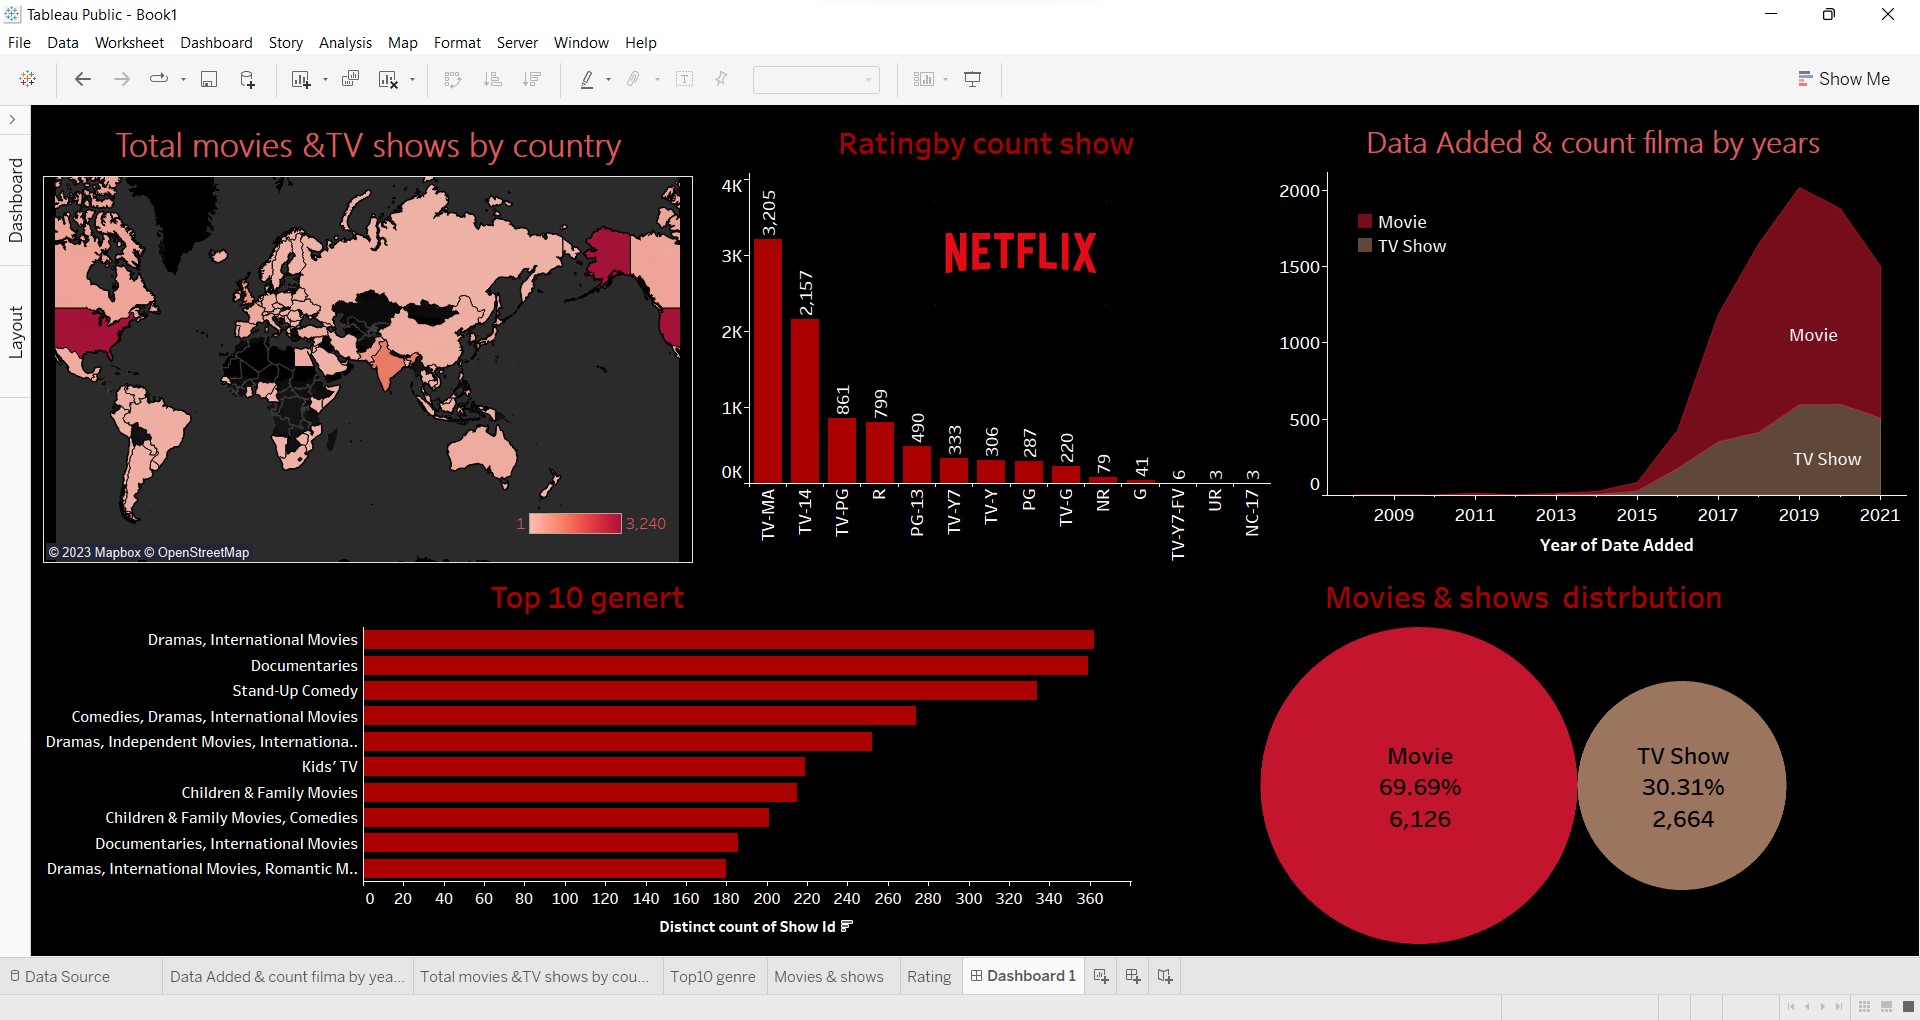 Tableau Public - Book1
File Data Worksheet Dashboard Story Analysis Map Format Server Window Help
Show Me
Dashboard
Layout
Total movies &TV shows by country
1 3,240
© 2023 Mapbox © OpenStreetMap
Ratingby count show
NETFLIX
4K
3K
2K
1K
0K
3,205 2,157 861 799 490 333 306 287 220 79 41 6 3 3
TV-MA TV-14 TV-PG R PG-13 TV-Y7 TV-Y PG TV-G NR G TV-Y7-FV UR NC-17
Data Added & count filma by years
Movie
TV Show
2000
1500
1000
500
0
Movie
TV Show
2009 2011 2013 2015 2017 2019 2021
Year of Date Added
Top 10 genert
Dramas, International Movies
Documentaries
Stand-Up Comedy
Comedies, Dramas, International Movies
Dramas, Independent Movies, Internationa..
Kids' TV
Children & Family Movies
Children & Family Movies, Comedies
Documentaries, International Movies
Dramas, International Movies, Romantic M..
0 20 40 60 80 100 120 140 160 180 200 220 240 260 280 300 320 340 360
Distinct count of Show Id
Movies & shows distrbution
Movie
69.69%
6,126
TV Show
30.31%
2,664
Data Source Data Added & count filma by yea... Total movies &TV shows by cou... Top10 genre Movies & shows Rating Dashboard 1